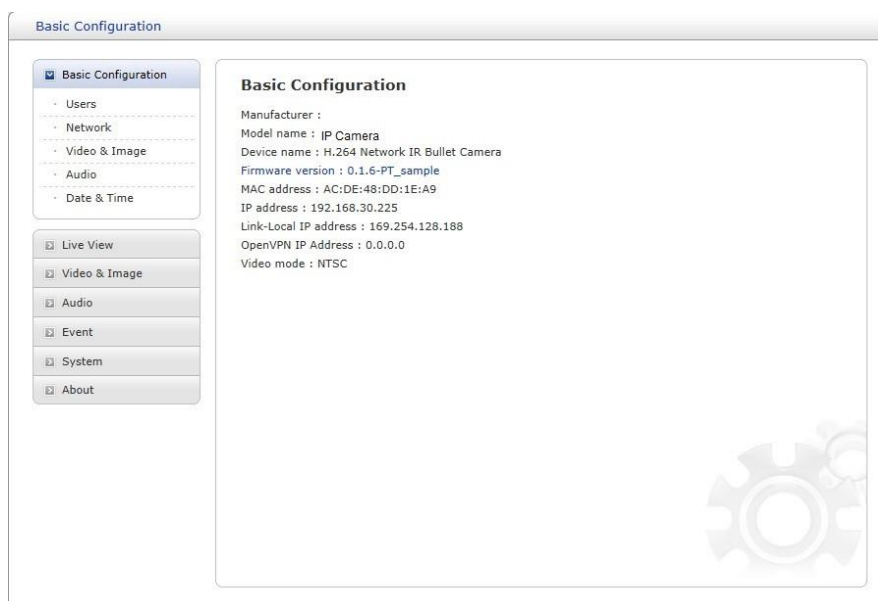 Basic Configuration
Basic Configuration
Users
Network
Video & Image
Audio
Date & Time
Live View
Video & Image
Audio
Event
System
About
Basic Configuration
Manufacturer :
Model name : IP Camera
Device name : H.264 Network IR Bullet Camera
Firmware version : 0.1.6-PT_sample
MAC address : AC:DE:48:DD:1E:A9
IP address : 192.168.30.225
Link-Local IP address : 169.254.128.188
OpenVPN IP Address : 0.0.0.0
Video mode : NTSC